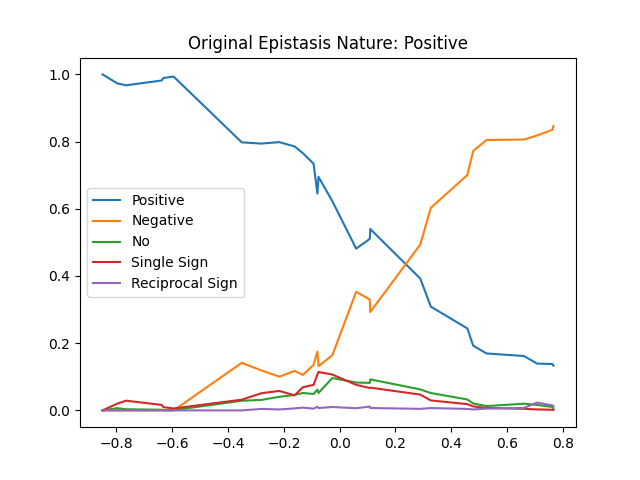 Original Epistasis Nature: Positive
1.0
0.8
0.6
0.4
0.2
0.0
Positive
Negative
No
Single Sign
Reciprocal Sign
−0.8 −0.6 −0.4 −0.2 0.0 0.2 0.4 0.6 0.8